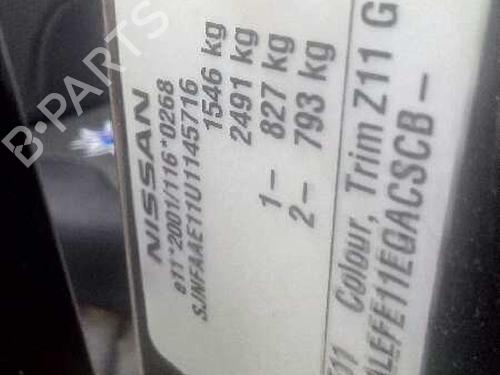 NISSAN
e11*2001/116*0268
SJNFAAE11U1145716
1546 kg
2491 kg
1- 827 kg
2- 793 kg
Colour, Trim Z11 G
ALEFE11EGACSCB-
B-PARTS